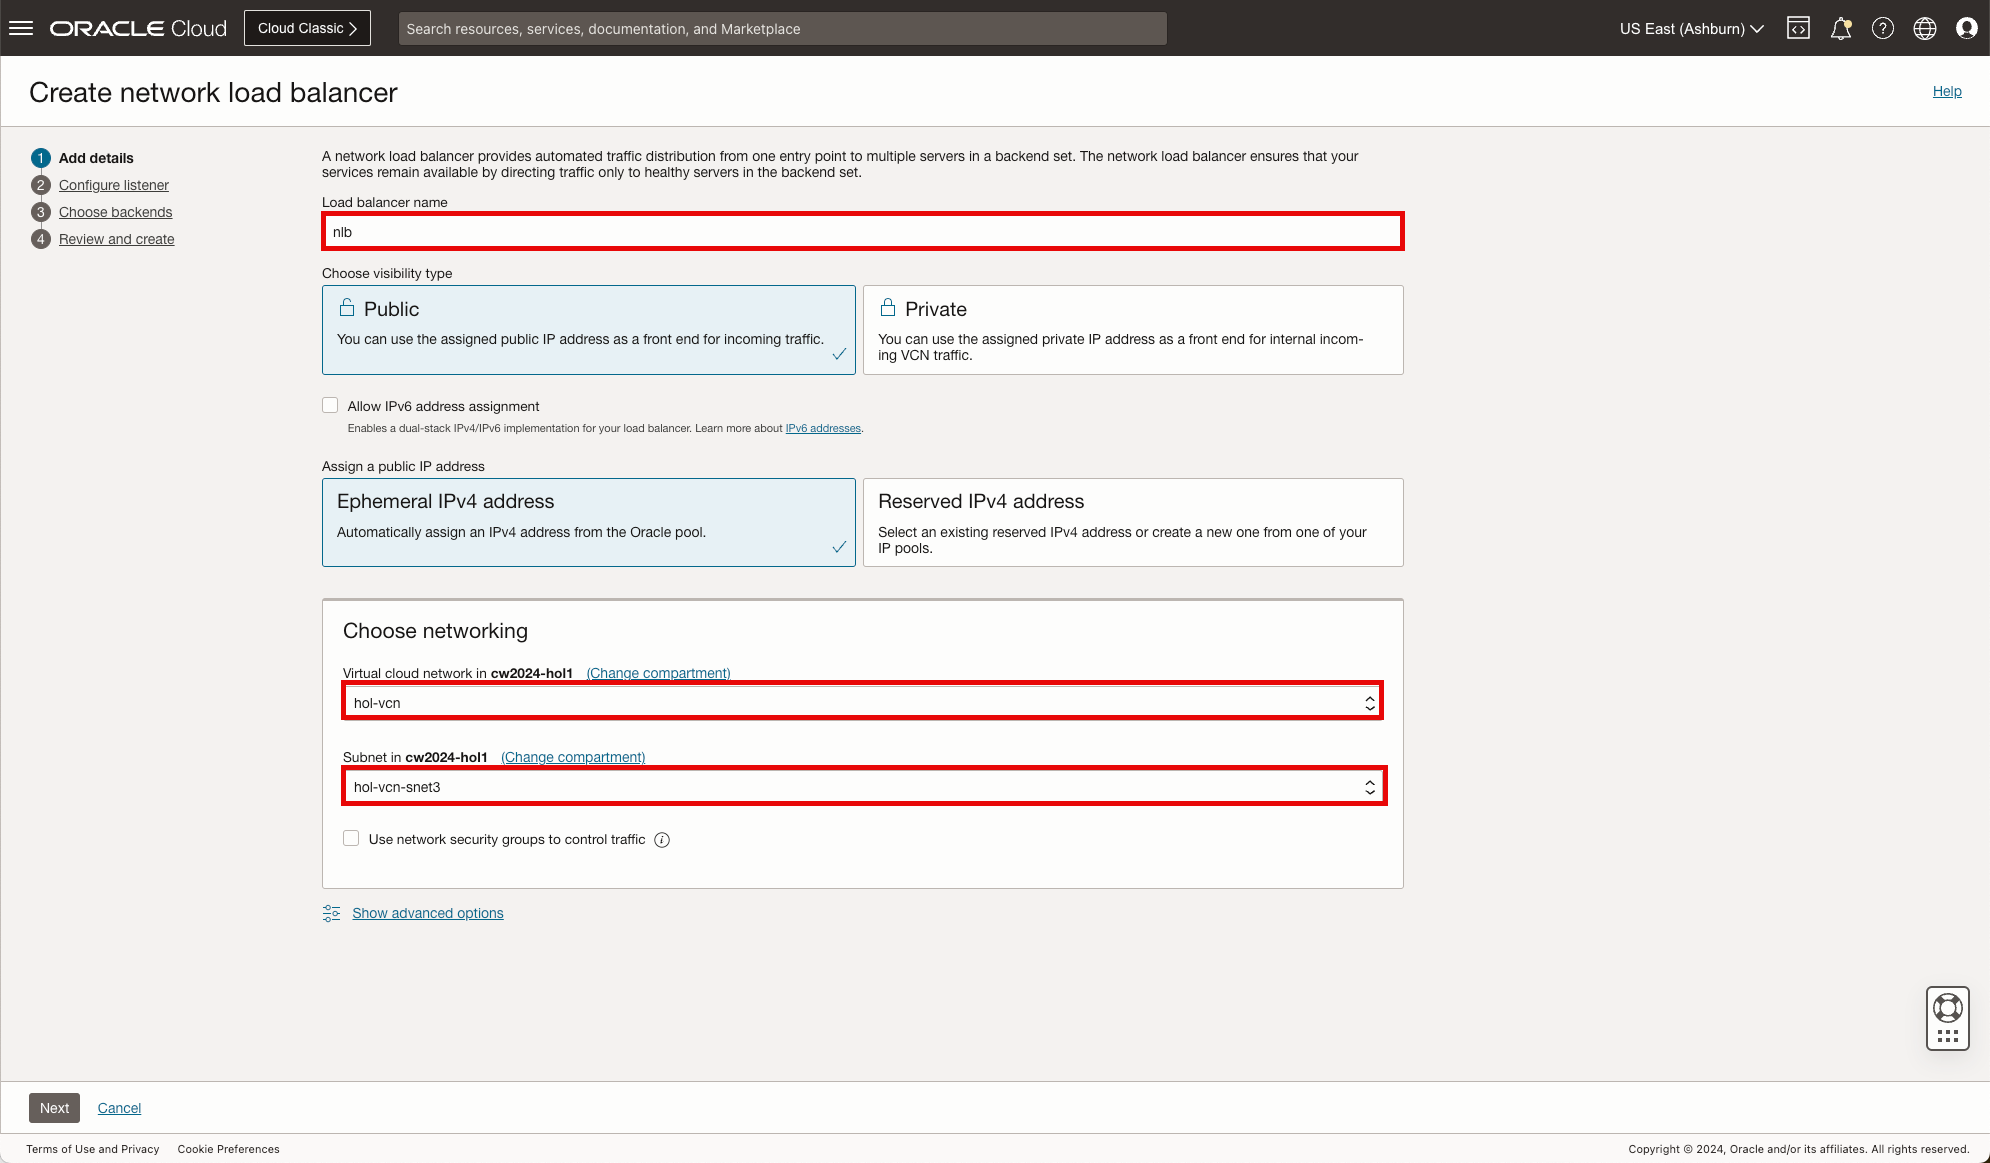 ORACLE Cloud
Cloud Classic
Search resources, services, documentation, and Marketplace
US East (Ashburn)
Create network load balancer
Help
1 Add details
2 Configure listener
3 Choose backends
4 Review and create
A network load balancer provides automated traffic distribution from one entry point to multiple servers in a backend set. The network load balancer ensures that your
services remain available by directing traffic only to healthy servers in the backend set.
Load balancer name
nlb
Choose visibility type
Public
You can use the assigned public IP address as a front end for incoming traffic.
Private
You can use the assigned private IP address as a front end for internal incom-
ing VCN traffic.
Allow IPv6 address assignment
Enables a dual-stack IPv4/IPv6 implementation for your load balancer. Learn more about IPv6 addresses.
Assign a public IP address
Ephemeral IPv4 address
Automatically assign an IPv4 address from the Oracle pool.
Reserved IPv4 address
Select an existing reserved IPv4 address or create a new one from one of your
IP pools.
Choose networking
Virtual cloud network in cw2024-hol1 (Change compartment)
hol-vcn
Subnet in cw2024-hol1 (Change compartment)
hol-vcn-snet3
Use network security groups to control traffic
Show advanced options
Next
Cancel
Terms of Use and Privacy
Cookie Preferences
Copyright © 2024, Oracle and/or its affiliates. All rights reserved.